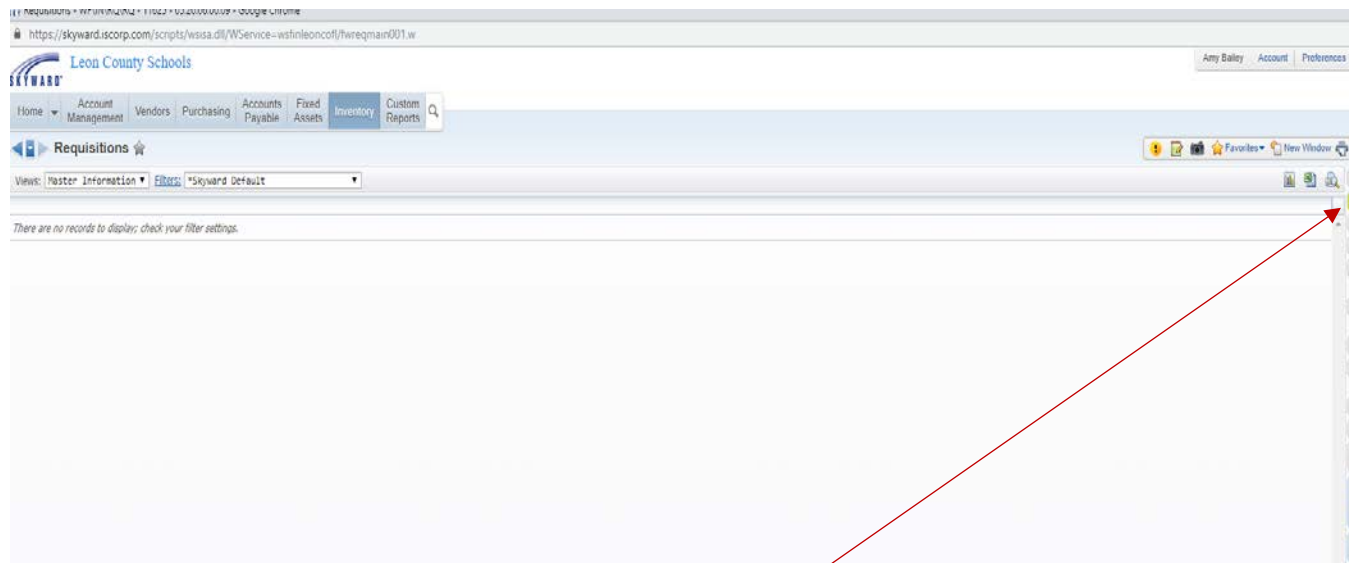 https://skyward.iscorp.com/scripts/wsisa.dll/WService=wsfinleoncofl/fwreqmain001.w
Leon County Schools
SKYWARD
Amy Bailey Account Preferences
Home Account Management Vendors Purchasing Accounts Payable Fixed Assets Inventory Custom Reports
Requisitions
Favorites New Window
Views: Master Information Filters: *Skyward Default
There are no records to display; check your filter settings.